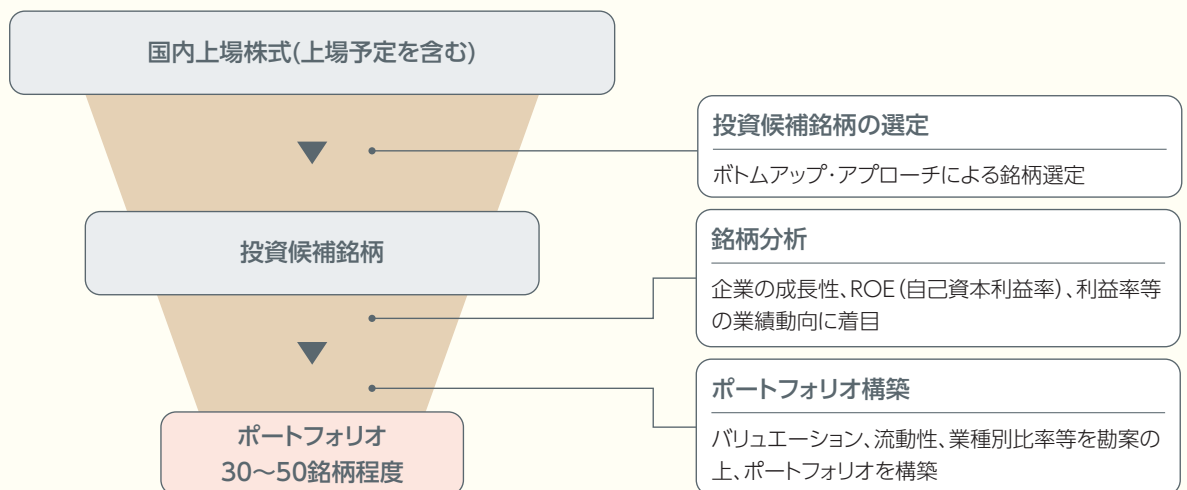 国内上場株式(上場予定を含む)
投資候補銘柄の選定
ボトムアップ・アプローチによる銘柄選定
投資候補銘柄
銘柄分析
企業の成長性、ROE(自己資本利益率)、利益率等
の業績動向に着目
ポートフォリオ構築
バリュエーション、流動性、業種別比率等を勘案の
上、ポートフォリオを構築
ポートフォリオ
30〜50銘柄程度